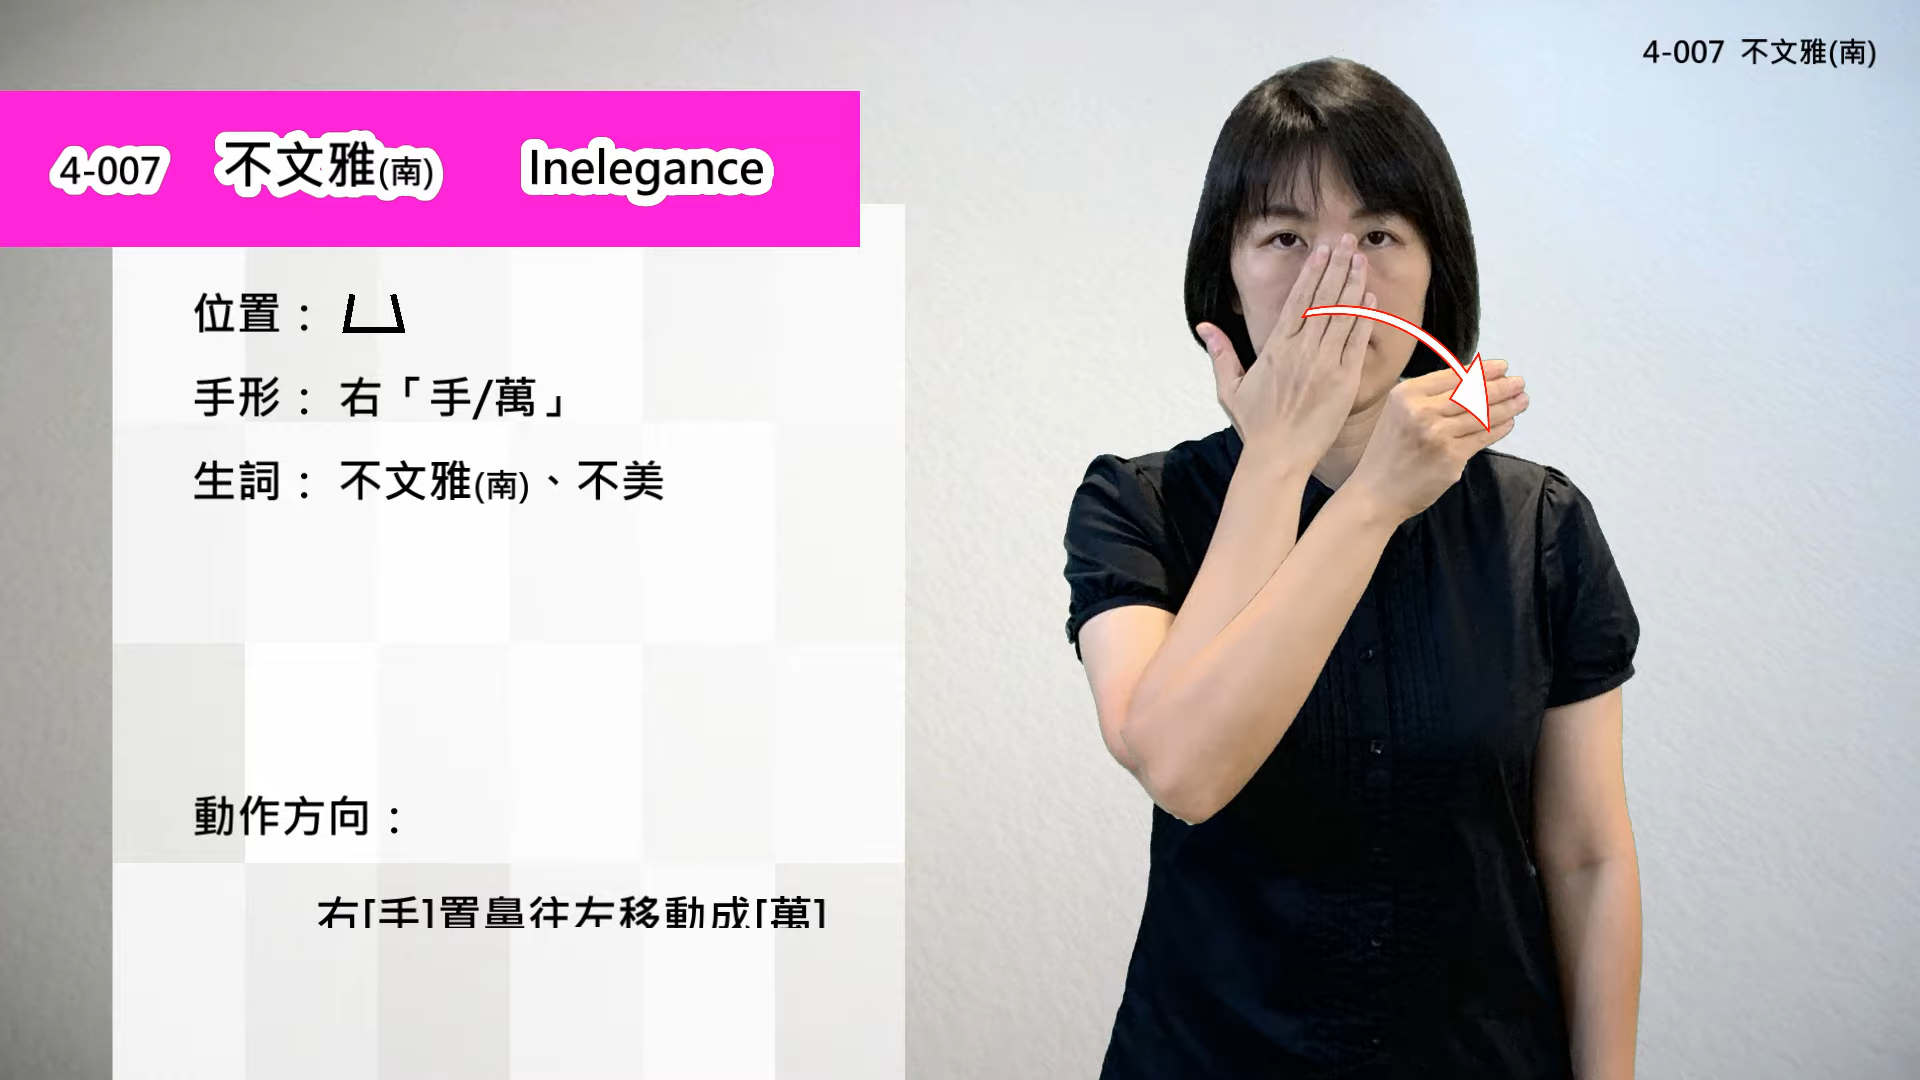 4-007 不文雅(南)
4-007 不文雅(南) Inelegance
位置：
手形：右「手/萬」
生詞：不文雅(南)、不美
動作方向：
右[手]置鼻往左移動成[萬]